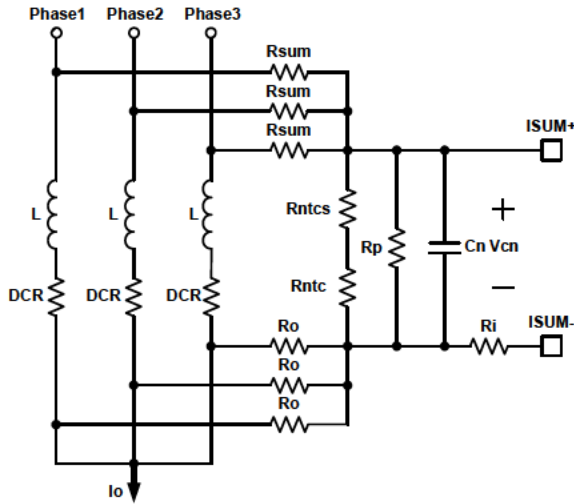 Phase1 Phase2 Phase3
Rsum
Rsum
Rsum
ISUM+
L L L
Rntcs
+
Rp
Cn Vcn
DCR DCR DCR
Rntc
−
Ro
Ri
ISUM-
Ro
Ro
Io